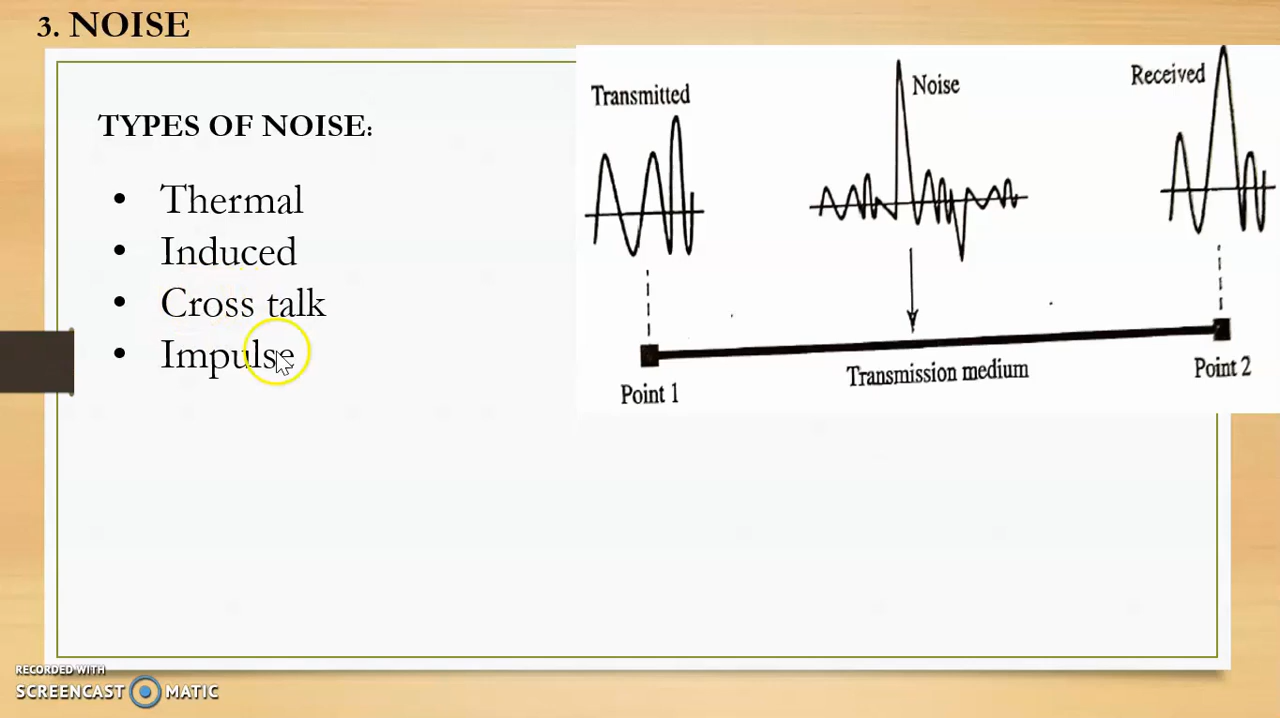 3. NOISE
TYPES OF NOISE:
• Thermal
• Induced
• Cross talk
• Impulse
Transmitted
Noise
Received
Point 1
Transmission medium
Point 2
RECORDED WITH
SCREENCAST MATIC